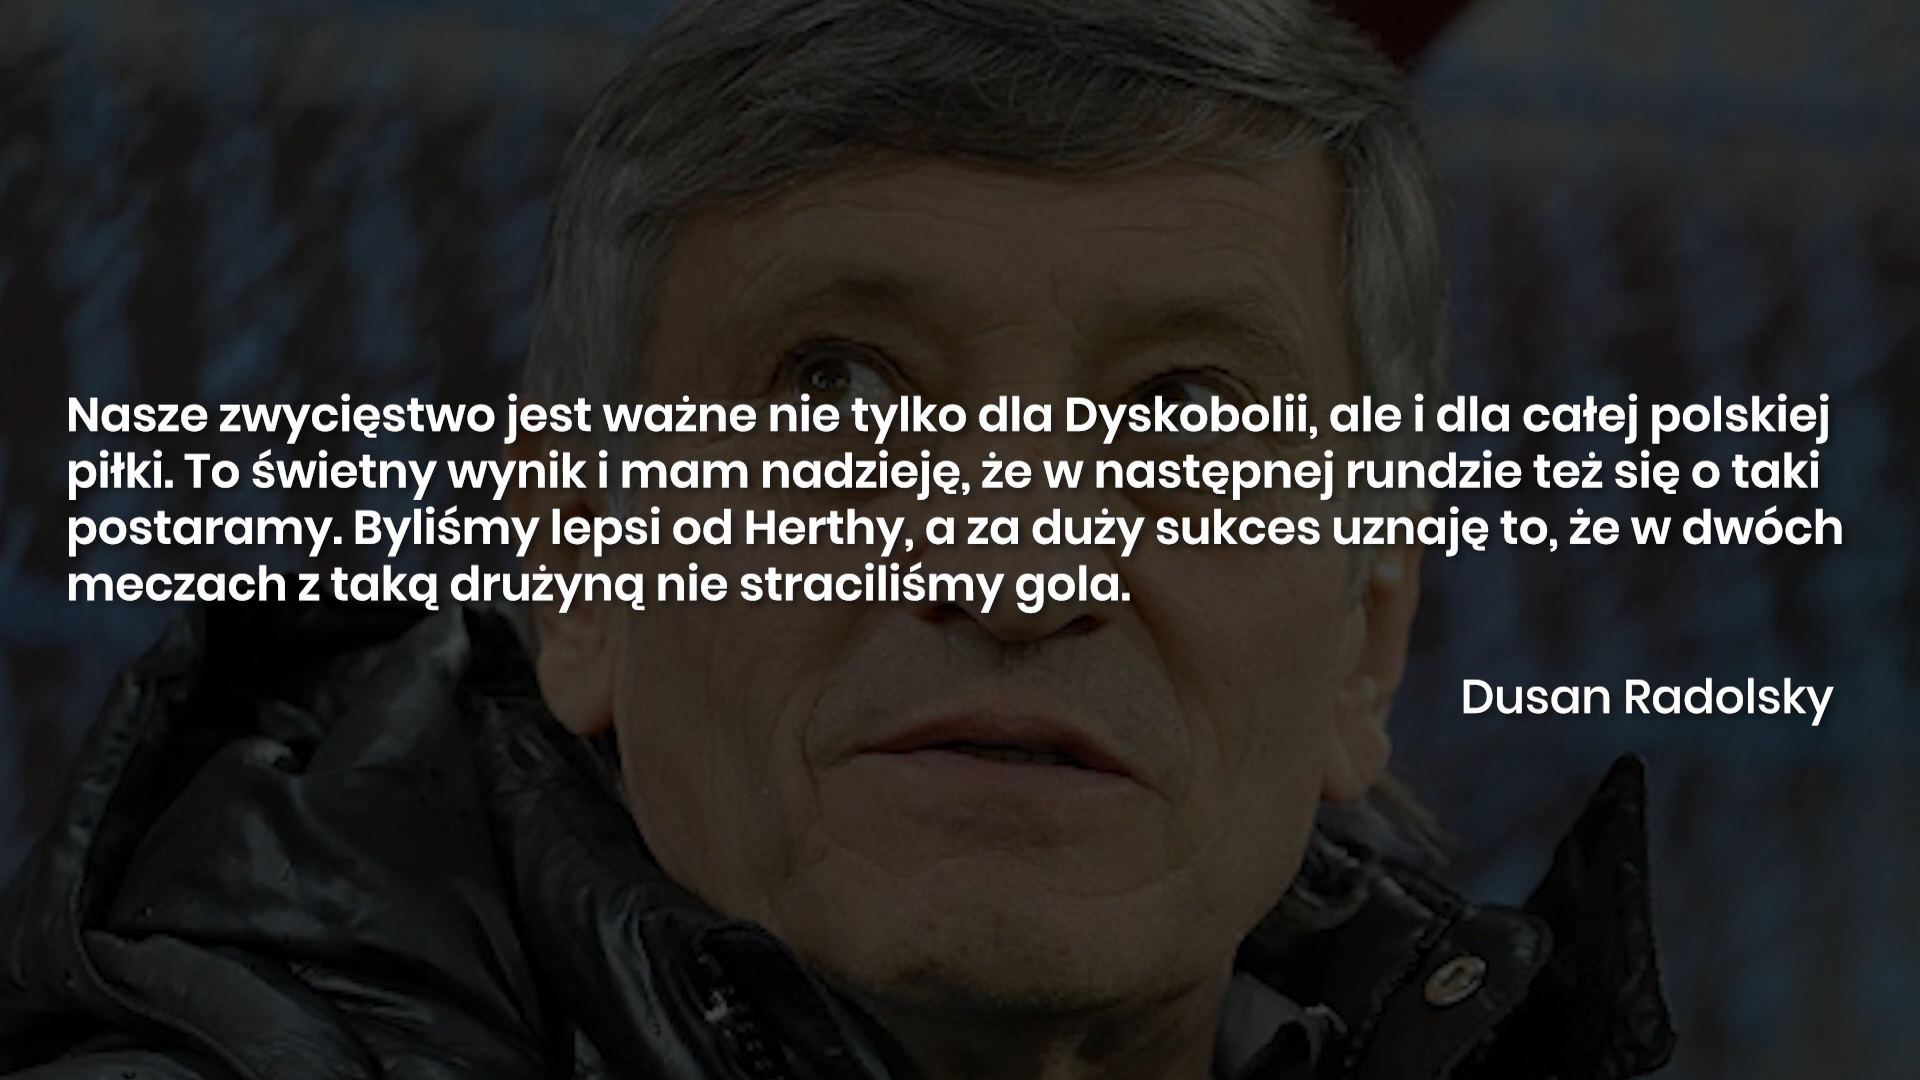 Nasze zwycięstwo jest ważne nie tylko dla Dyskobolii, ale i dla całej polskiej
piłki. To świetny wynik i mam nadzieję, że w następnej rundzie też się o taki
postaramy. Byliśmy lepsi od Herthy, a za duży sukces uznaję to, że w dwóch
meczach z taką drużyną nie straciliśmy gola.
Dusan Radolsky